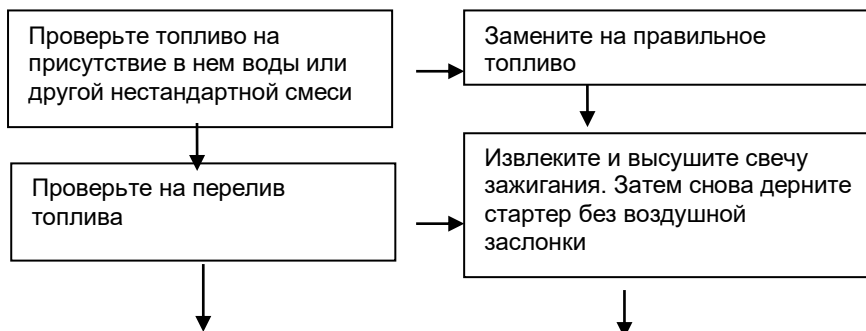 Проверьте топливо на
присутствие в нем воды или
другой нестандартной смеси
Замените на правильное
топливо
Проверьте на перелив
топлива
Извлеките и высушите свечу
зажигания. Затем снова дерните
стартер без воздушной
заслонки